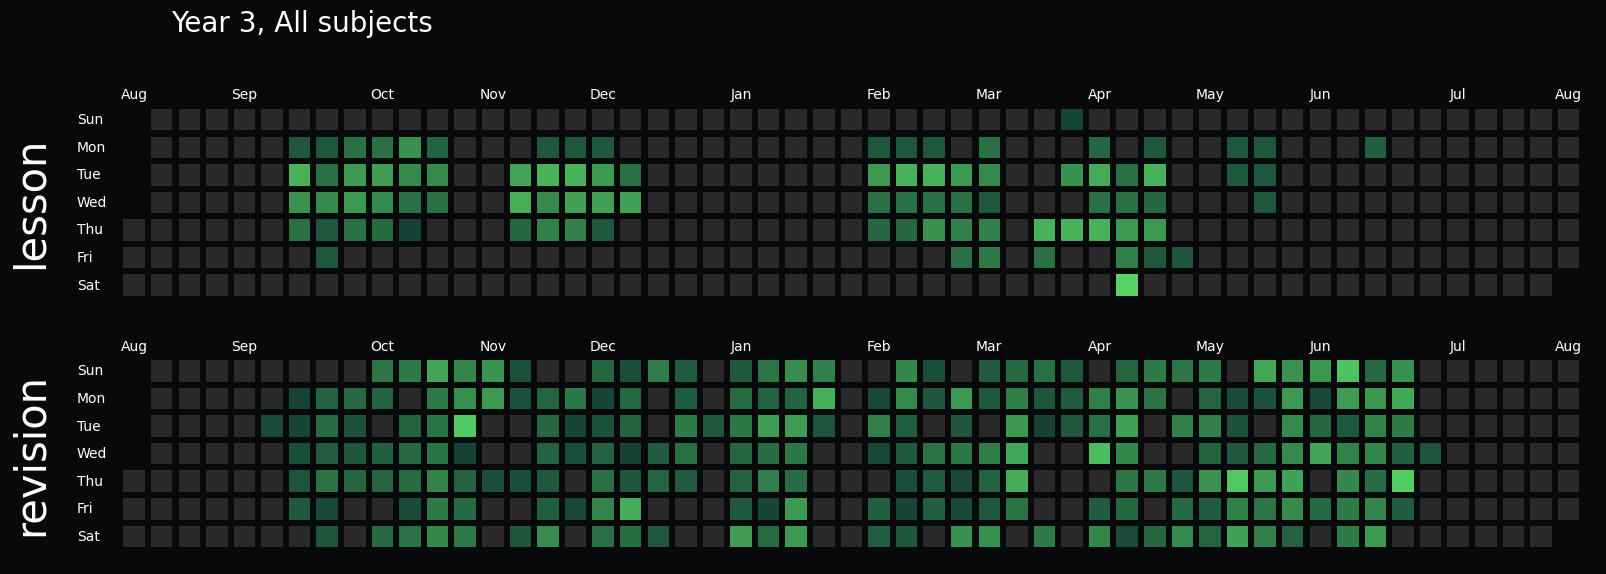 Year 3, All subjects
Aug Sep Oct Nov Dec Jan Feb Mar Apr May Jun Jul Aug
lesson
Sun
Mon
Tue
Wed
Thu
Fri
Sat
Aug Sep Oct Nov Dec Jan Feb Mar Apr May Jun Jul Aug
revision
Sun
Mon
Tue
Wed
Thu
Fri
Sat